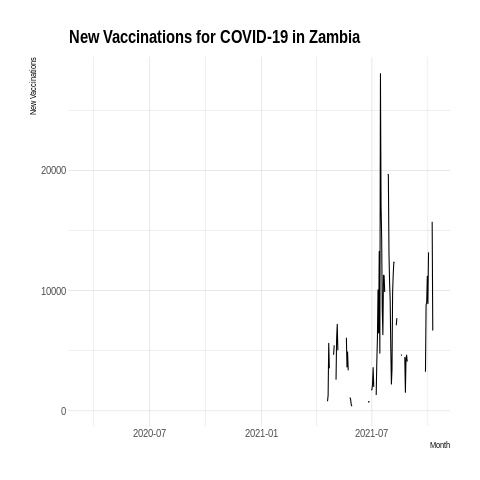 New Vaccinations for COVID-19 in Zambia
New Vaccinations
20000
10000
0
2020-07 2021-01 2021-07
Month